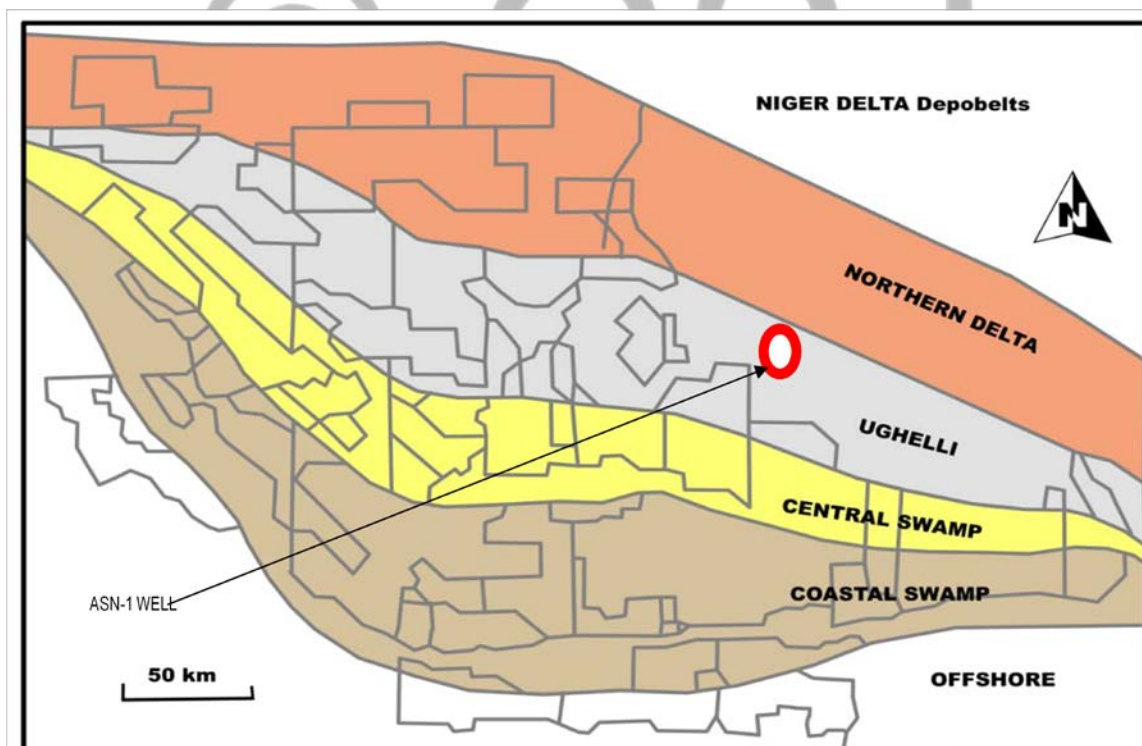 NIGER DELTA Depobelts
N
NORTHERN DELTA
UGHELLI
CENTRAL SWAMP
COASTAL SWAMP
ASN-1 WELL
50 km
OFFSHORE